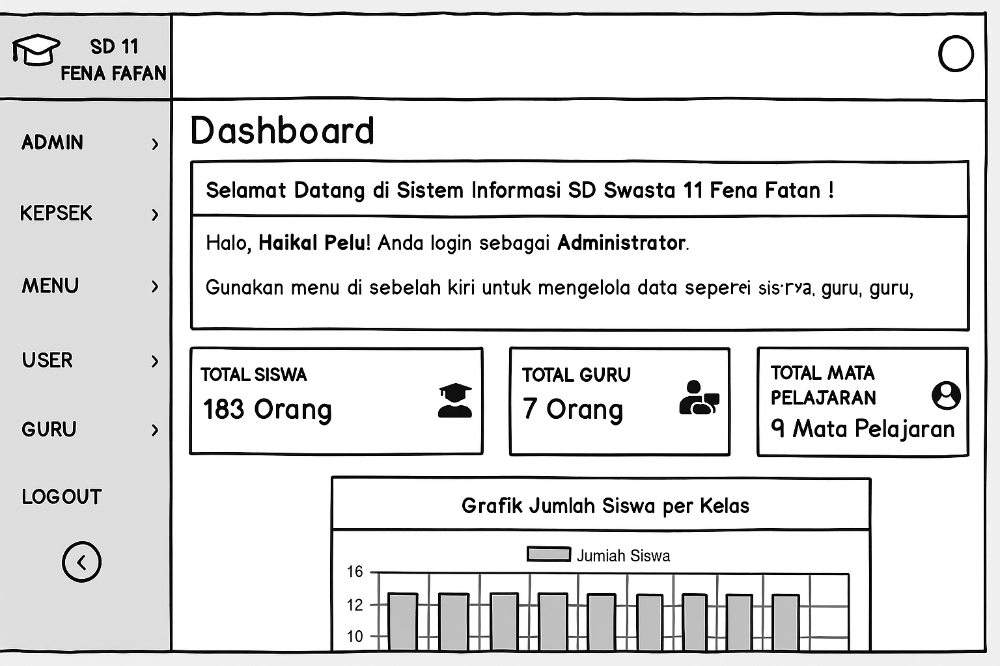 SD 11
FENA FAFAN
Dashboard
ADMIN
KEPSEK
MENU
USER
GURU
LOGOUT
Selamat Datang di Sistem Informasi SD Swasta 11 Fena Fatan !
Halo, Haikal Pelu! Anda login sebagai Administrator.
Gunakan menu di sebelah kiri untuk mengelola data guru, guru,
TOTAL SISWA
183 Orang
TOTAL GURU
7 Orang
TOTAL MATA
PELAJARAN
9 Mata Pelajaran
Grafik Jumlah Siswa per Kelas
Jumiah Siswa
16
12
10